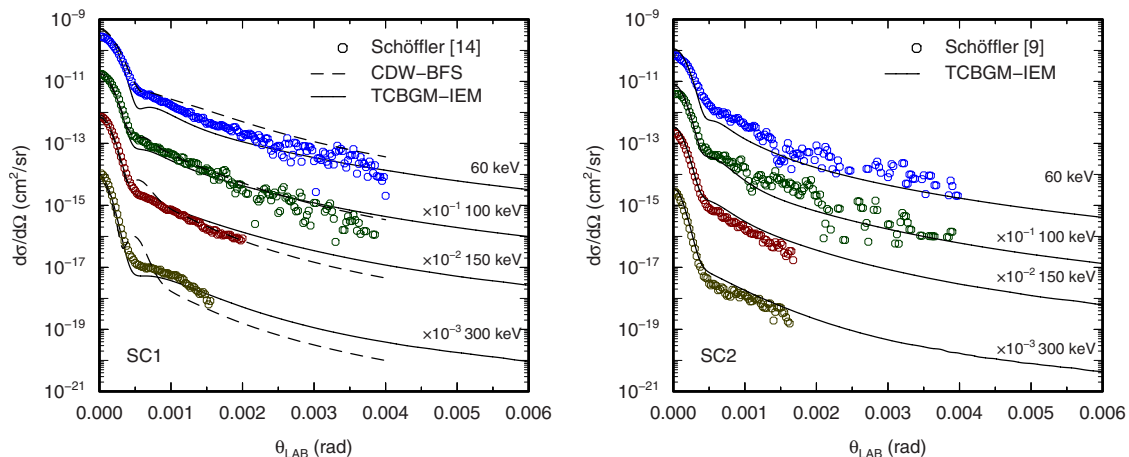 10⁻⁹
10⁻¹¹
10⁻¹³
10⁻¹⁵
10⁻¹⁷
10⁻¹⁹
10⁻²¹
dσ/dΩ (cm²/sr)
Schöffler [14]
CDW−BFS
TCBGM−IEM
60 keV
×10⁻¹ 100 keV
×10⁻² 150 keV
×10⁻³ 300 keV
SC1
0.000 0.001 0.002 0.003 0.004 0.005 0.006
θLAB (rad)
10⁻⁹
10⁻¹¹
10⁻¹³
10⁻¹⁵
10⁻¹⁷
10⁻¹⁹
10⁻²¹
dσ/dΩ (cm²/sr)
Schöffler [9]
TCBGM−IEM
60 keV
×10⁻¹ 100 keV
×10⁻² 150 keV
×10⁻³ 300 keV
SC2
0.000 0.001 0.002 0.003 0.004 0.005 0.006
θLAB (rad)